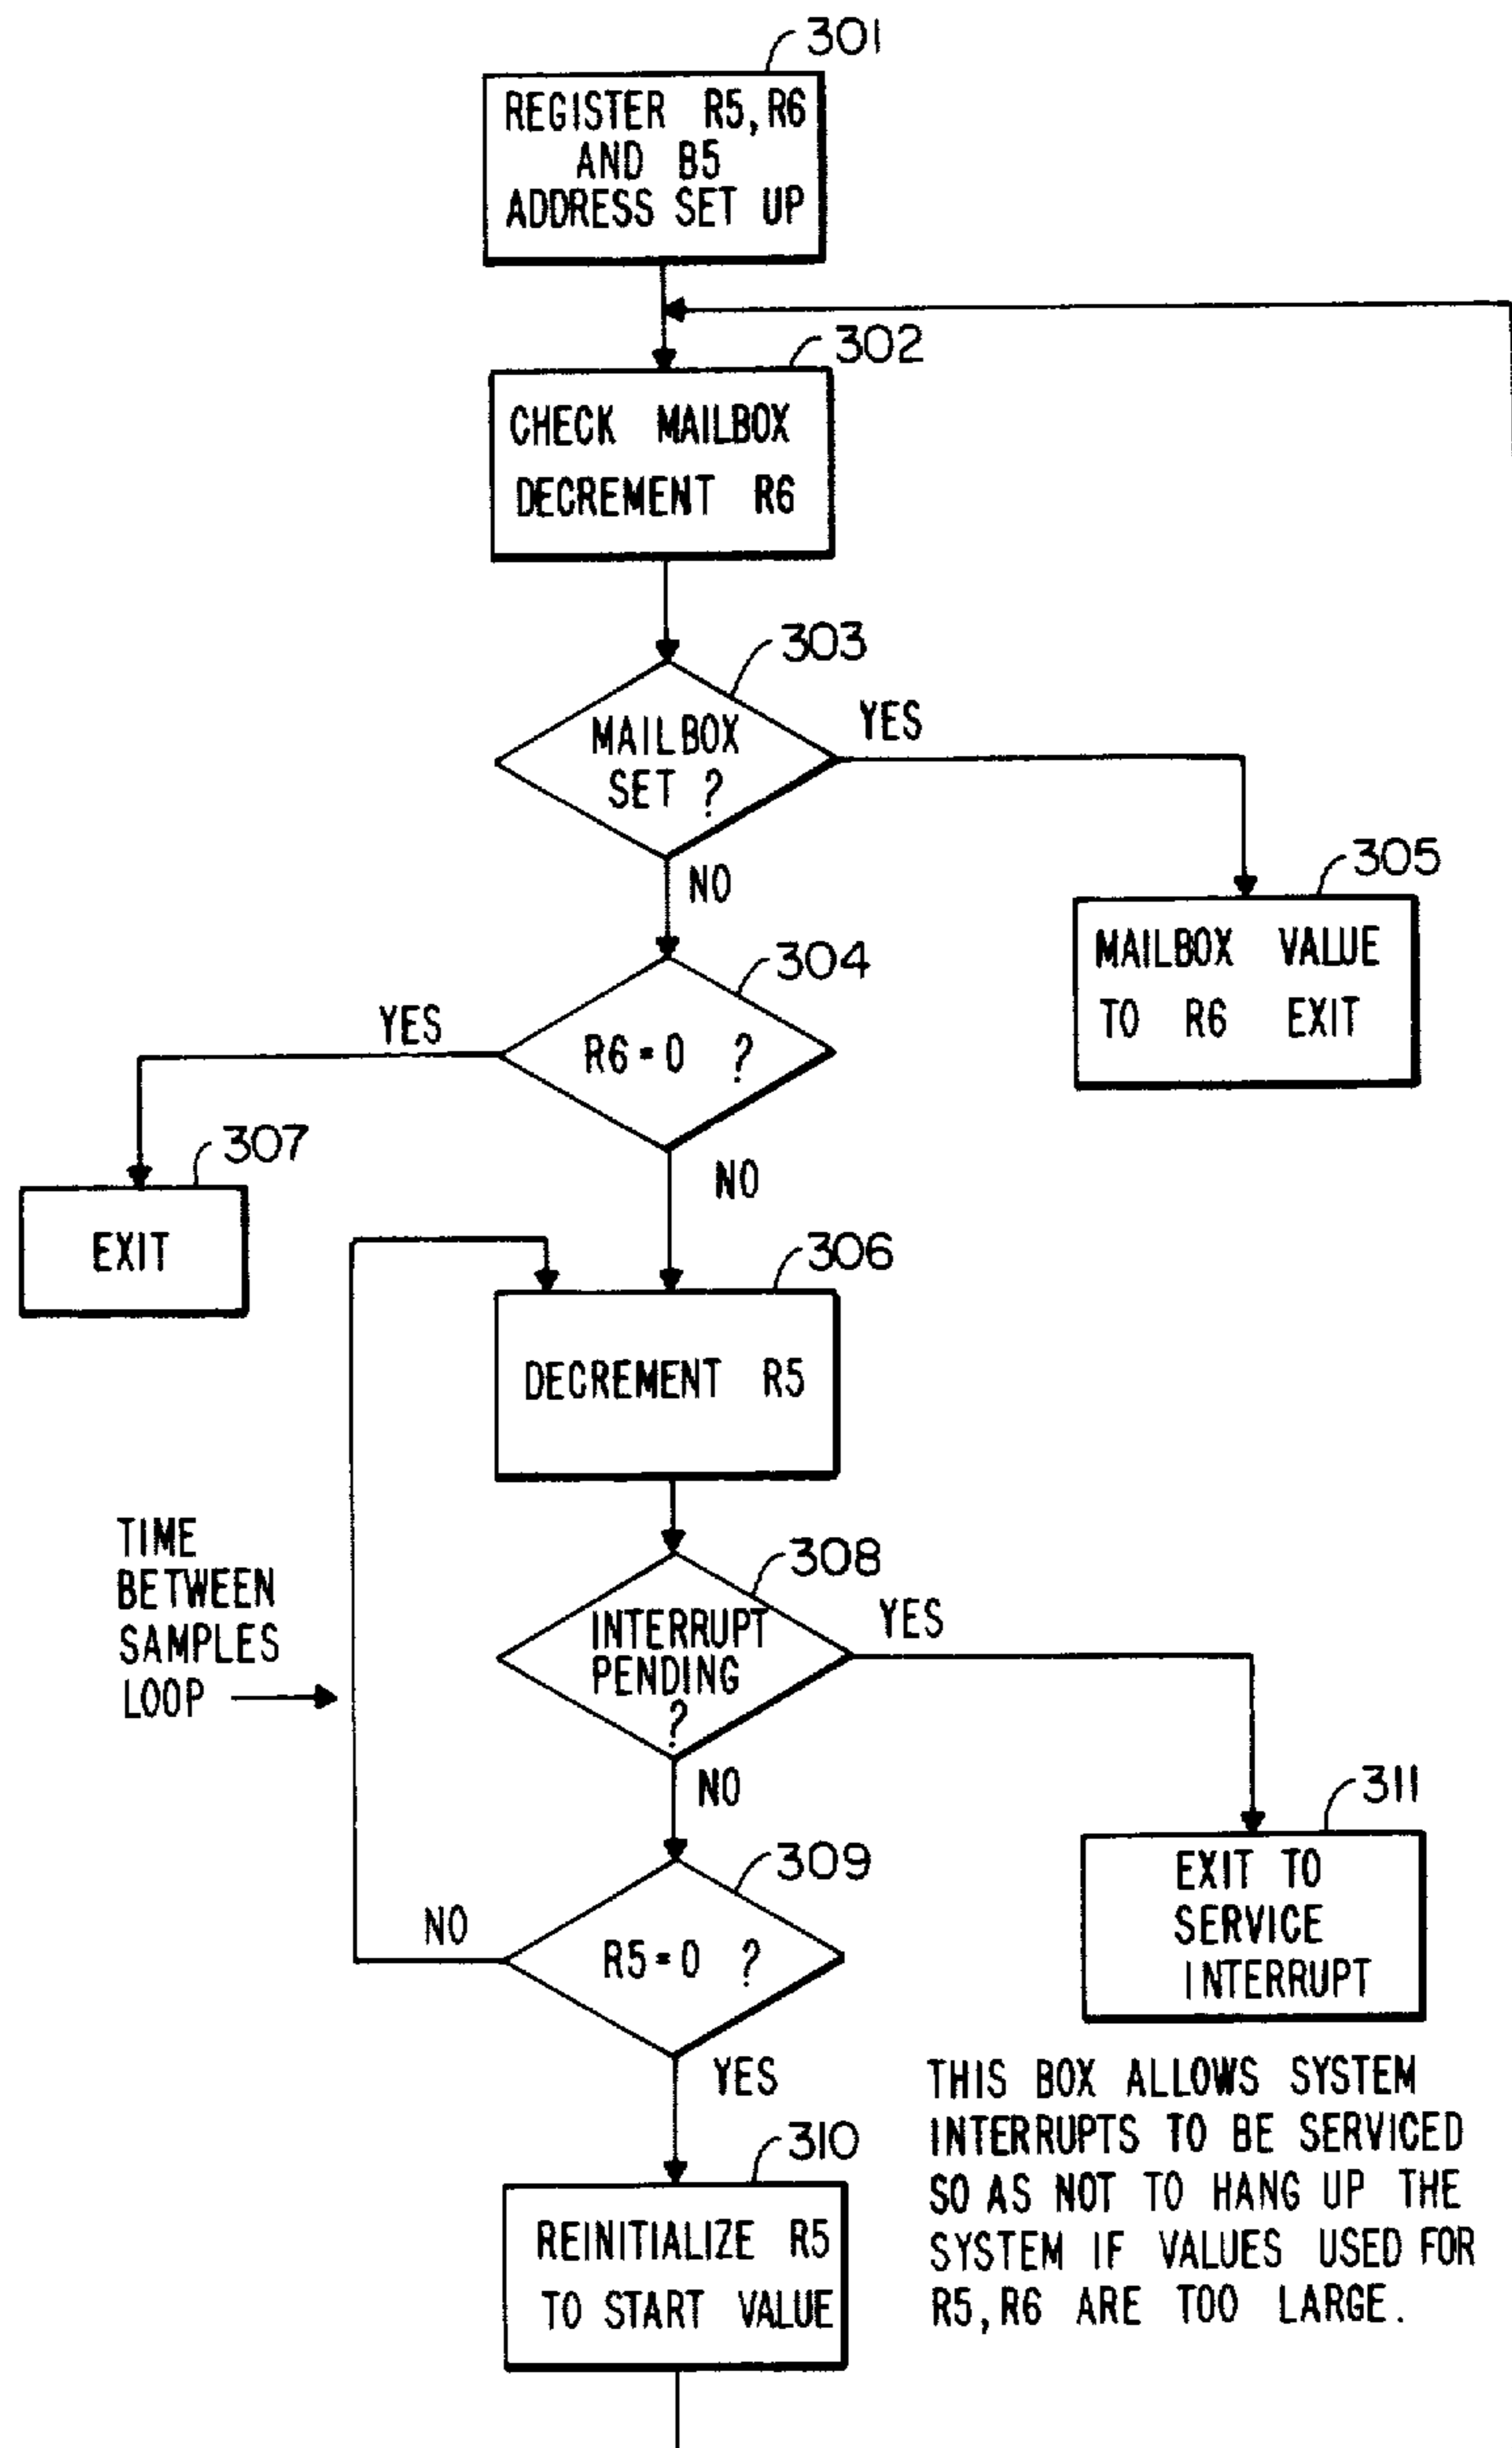 301
REGISTER R5, R6
AND B5
ADDRESS SET UP
302
CHECK MAILBOX
DECREMENT R6
303
MAILBOX
SET ?
YES
NO
305
MAILBOX VALUE
TO R6 EXIT
304
R6=0 ?
YES
NO
307
EXIT
306
DECREMENT R5
TIME
BETWEEN
SAMPLES
LOOP
308
INTERRUPT
PENDING
?
YES
NO
311
EXIT TO
SERVICE
INTERRUPT
309
R5=0 ?
NO
YES
THIS BOX ALLOWS SYSTEM
INTERRUPTS TO BE SERVICED
SO AS NOT TO HANG UP THE
SYSTEM IF VALUES USED FOR
R5, R6 ARE TOO LARGE.
310
REINITIALIZE R5
TO START VALUE